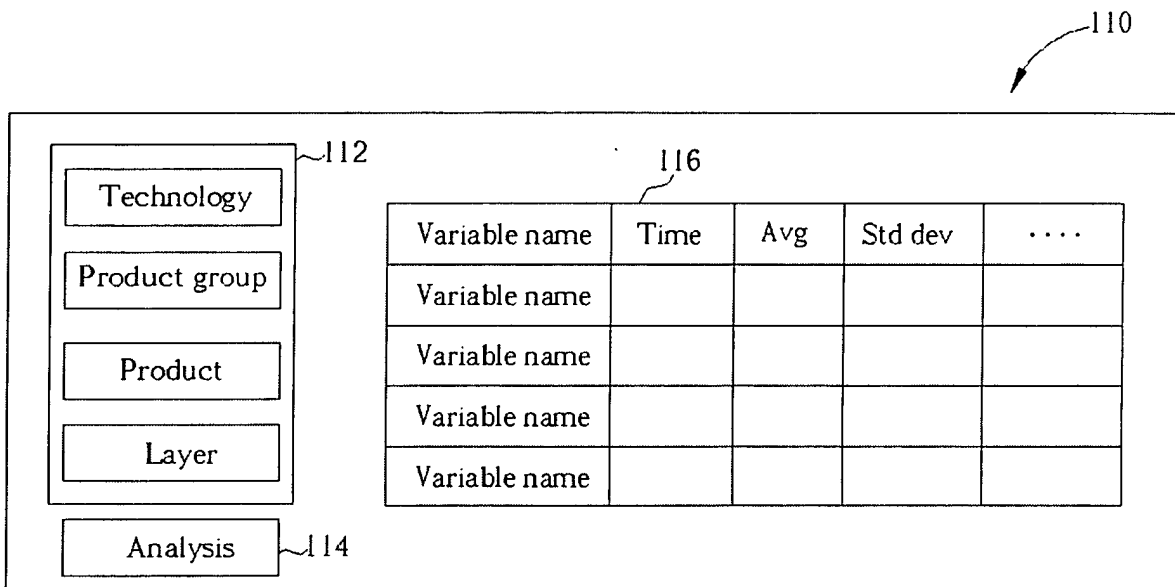 110
112
Technology
Product group
Product
Layer
Analysis
114
116
Variable name Time Avg Std dev ....
Variable name
Variable name
Variable name
Variable name